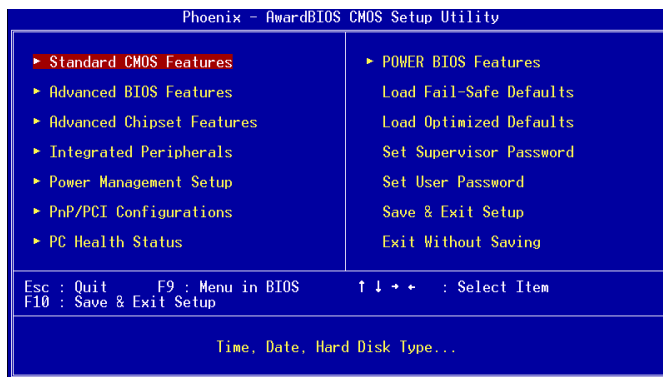 Phoenix - AwardBIOS CMOS Setup Utility
► Standard CMOS Features
► Advanced BIOS Features
► Advanced Chipset Features
► Integrated Peripherals
► Power Management Setup
► PnP/PCI Configurations
► PC Health Status
► POWER BIOS Features
Load Fail-Safe Defaults
Load Optimized Defaults
Set Supervisor Password
Set User Password
Save & Exit Setup
Exit Without Saving
Esc : Quit F9 : Menu in BIOS ↑ ↓ → ← : Select Item
F10 : Save & Exit Setup
Time, Date, Hard Disk Type...